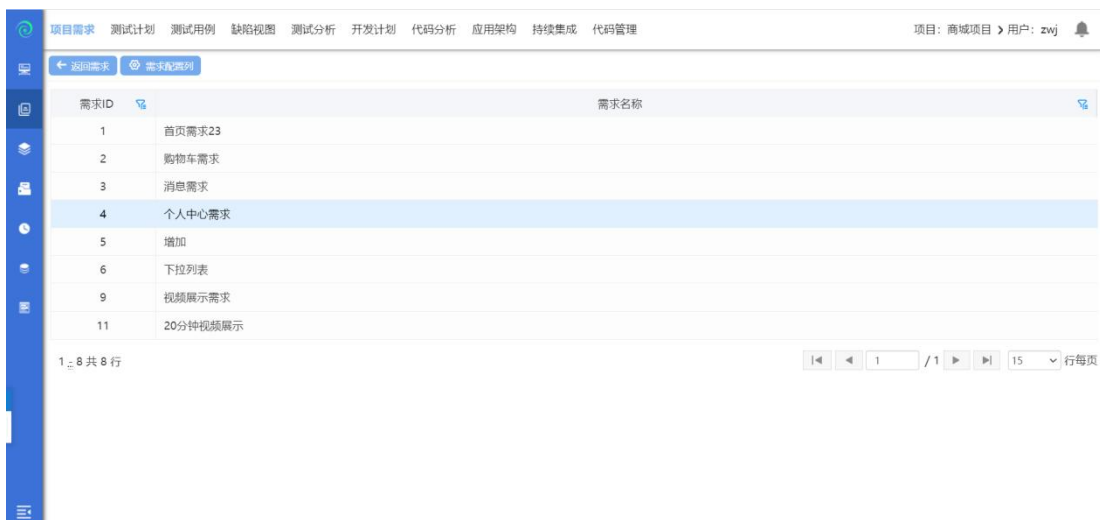 项目需求 测试计划 测试用例 缺陷视图 测试分析 开发计划 代码分析 应用架构 持续集成 代码管理 项目：商城项目 > 用户：zwj
← 返回需求 需求配置列
需求ID 需求名称
1 首页需求23
2 购物车需求
3 消息需求
4 个人中心需求
5 增加
6 下拉列表
9 视频展示需求
11 20分钟视频展示
1 - 8 共 8 行 1 / 1 15 行每页